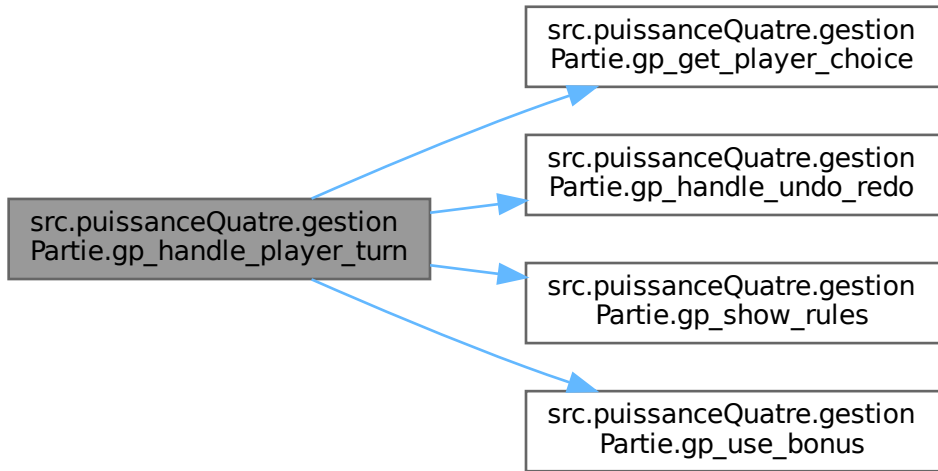 src.puissanceQuatre.gestion
Partie.gp_handle_player_turn
src.puissanceQuatre.gestion
Partie.gp_get_player_choice
src.puissanceQuatre.gestion
Partie.gp_handle_undo_redo
src.puissanceQuatre.gestion
Partie.gp_show_rules
src.puissanceQuatre.gestion
Partie.gp_use_bonus